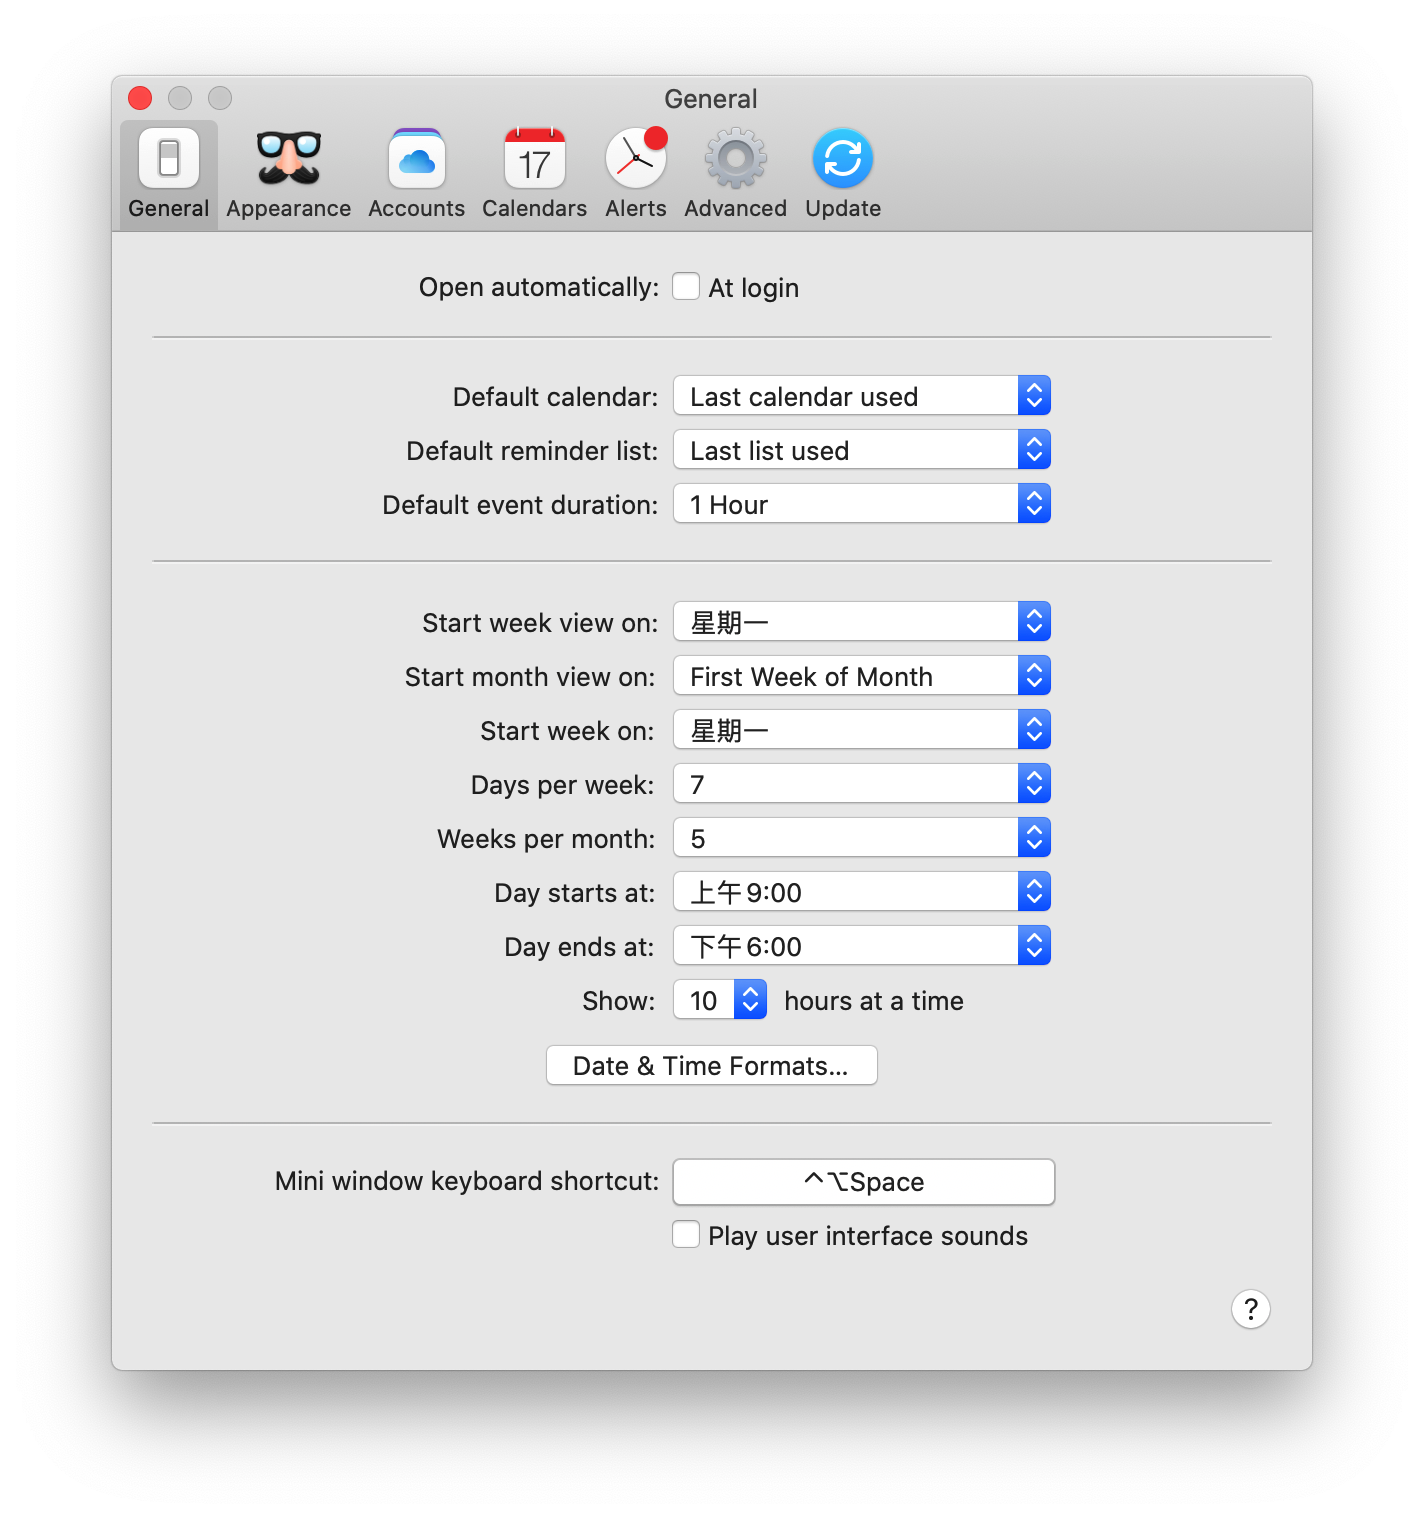 General
General Appearance Accounts 17 Calendars Alerts Advanced Update
Open automatically: At login
Default calendar: Last calendar used
Default reminder list: Last list used
Default event duration: 1 Hour
Start week view on: 星期一
Start month view on: First Week of Month
Start week on: 星期一
Days per week: 7
Weeks per month: 5
Day starts at: 上午9:00
Day ends at: 下午6:00
Show: 10 hours at a time
Date & Time Formats...
Mini window keyboard shortcut: ^⌥Space
Play user interface sounds
?